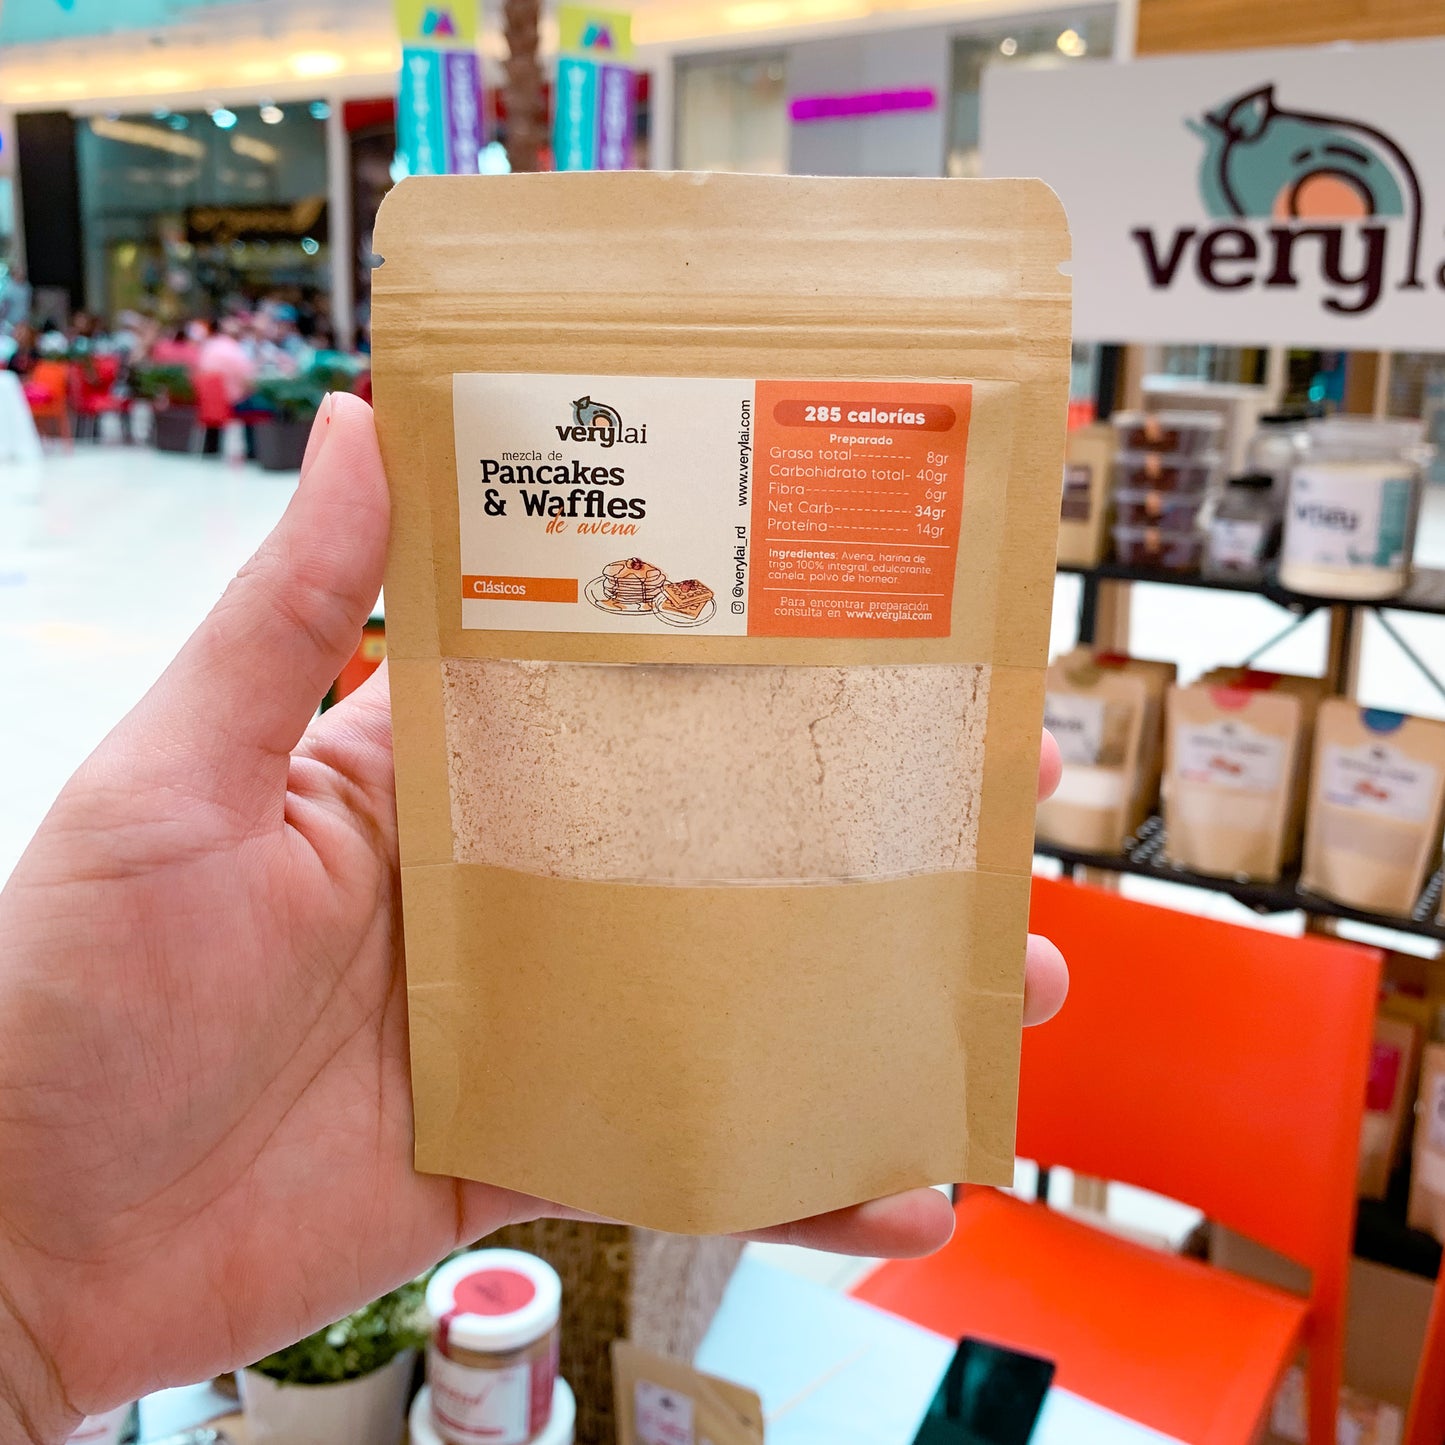 verylai
mezcla de
Pancakes
& Waffles
de avena
Clásicos
www.verylai.com
@verylai_rd
285 calorías
Preparado
Grasa total-------- 8gr
Carbohidrato total- 40gr
Fibra------------- 6gr
Net Carb----------- 34gr
Proteína----------- 14gr
Ingredientes: Avena, harina de
trigo 100% integral, edulcorante,
canela, polvo de hornear.
Para encontrar preparación
consulta en www.verylai.com
veryl